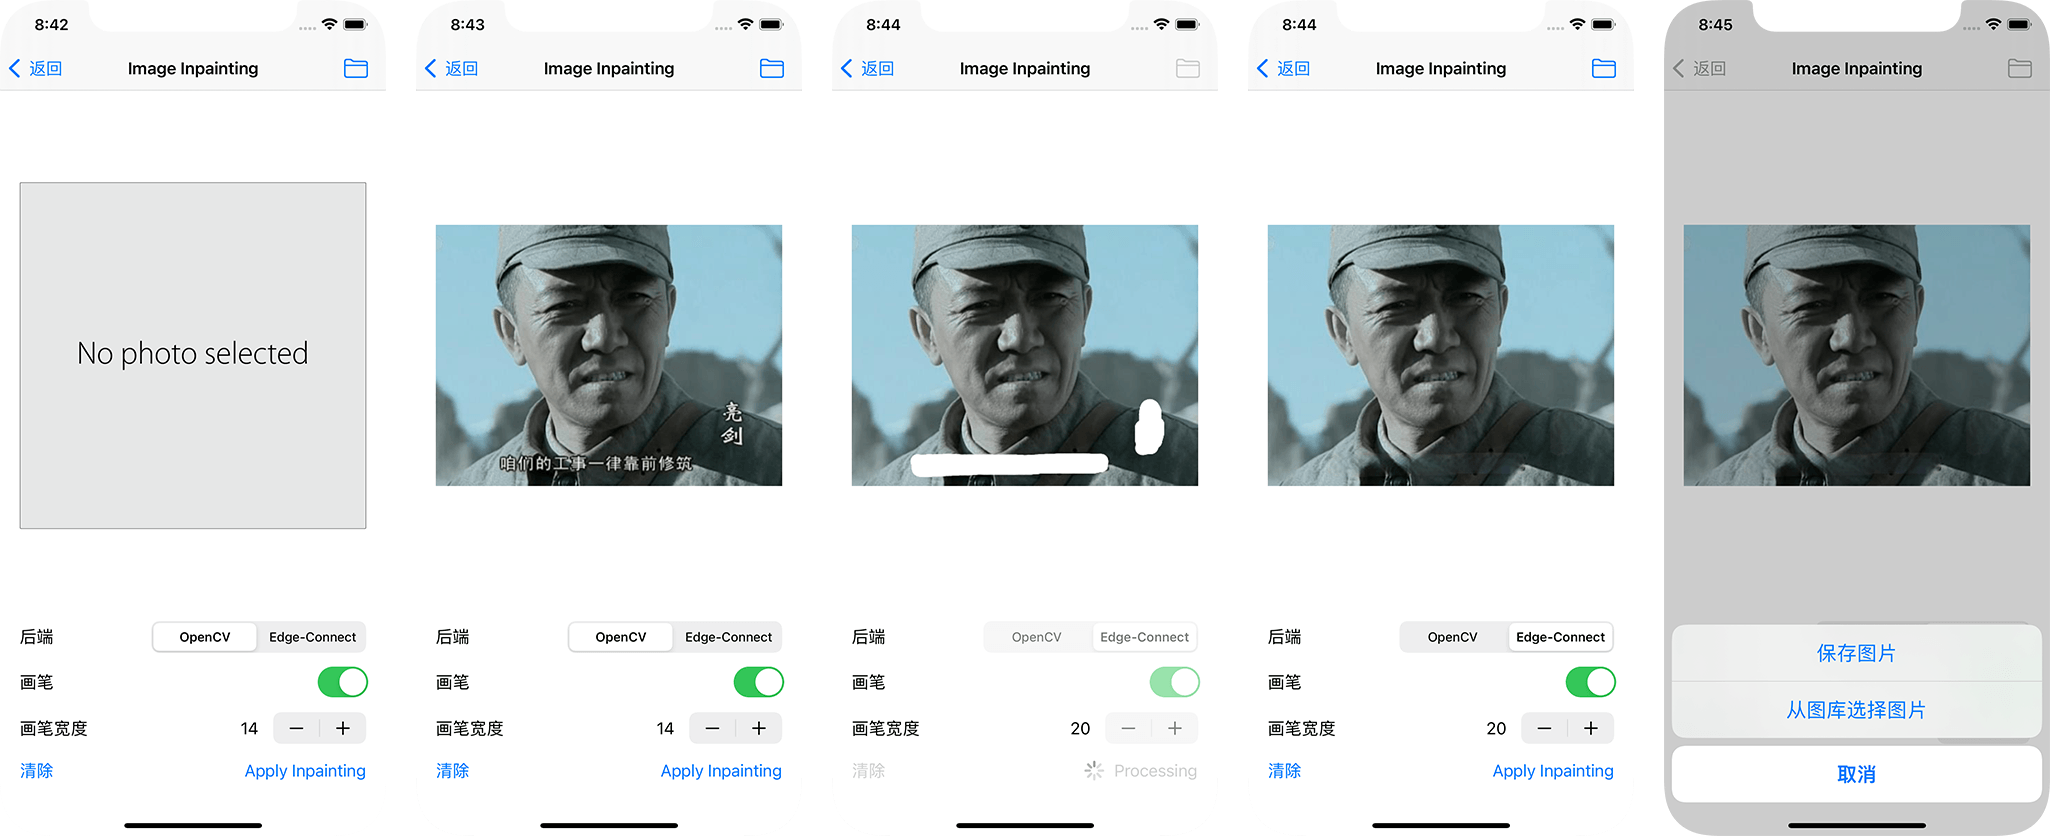 8:42
返回
Image Inpainting
No photo selected
后端
OpenCV
Edge-Connect
画笔
画笔宽度
14
清除
Apply Inpainting
8:43
返回
Image Inpainting
亮
剑
咱们的工事一律靠前修筑
后端
OpenCV
Edge-Connect
画笔
画笔宽度
14
清除
Apply Inpainting
8:44
返回
Image Inpainting
后端
OpenCV
Edge-Connect
画笔
画笔宽度
20
清除
Processing
8:44
返回
Image Inpainting
后端
OpenCV
Edge-Connect
画笔
画笔宽度
20
清除
Apply Inpainting
8:45
返回
Image Inpainting
保存图片
从图库选择图片
取消